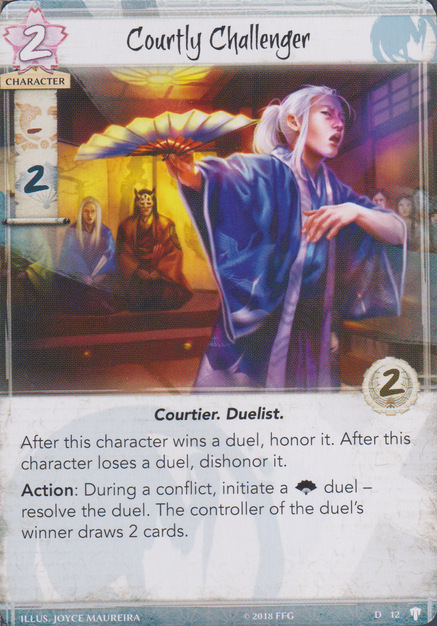 2
Courtly Challenger
CHARACTER
-
2
2
Courtier. Duelist.
After this character wins a duel, honor it. After this
character loses a duel, dishonor it.
Action: During a conflict, initiate a duel –
resolve the duel. The controller of the duel's
winner draws 2 cards.
ILLUS. JOYCE MAUREIRA © 2018 FFG D 12